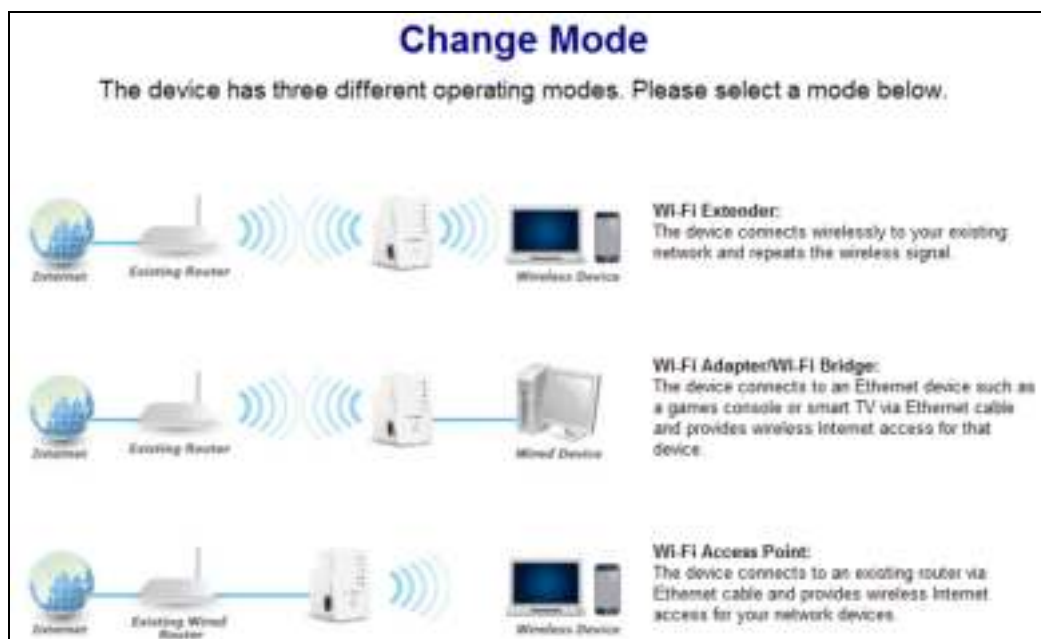 Change Mode
The device has three different operating modes. Please select a mode below.
Internet
Existing Router
Wireless Device
Wi-Fi Extender:
The device connects wirelessly to your existing
network and repeats the wireless signal.
Internet
Existing Router
Wired Device
Wi-Fi Adapter/Wi-Fi Bridge:
The device connects to an Ethernet device such as
a games console or smart TV via Ethernet cable
and provides wireless Internet access for that
device.
Internet
Existing Wired
Router
Wireless Device
Wi-Fi Access Point:
The device connects to an existing router via
Ethernet cable and provides wireless Internet
access for your network devices.